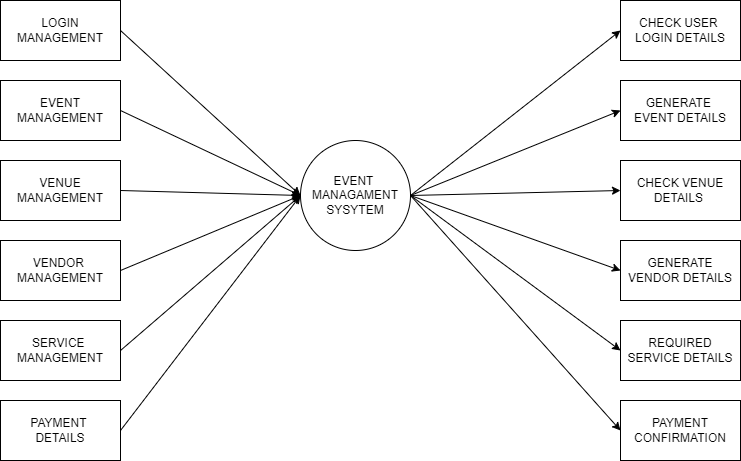 LOGIN
MANAGEMENT
EVENT
MANAGEMENT
VENUE
MANAGEMENT
VENDOR
MANAGEMENT
SERVICE
MANAGEMENT
PAYMENT
DETAILS
EVENT
MANAGAMENT
SYSYTEM
CHECK USER
LOGIN DETAILS
GENERATE
EVENT DETAILS
CHECK VENUE
DETAILS
GENERATE
VENDOR DETAILS
REQUIRED
SERVICE DETAILS
PAYMENT
CONFIRMATION